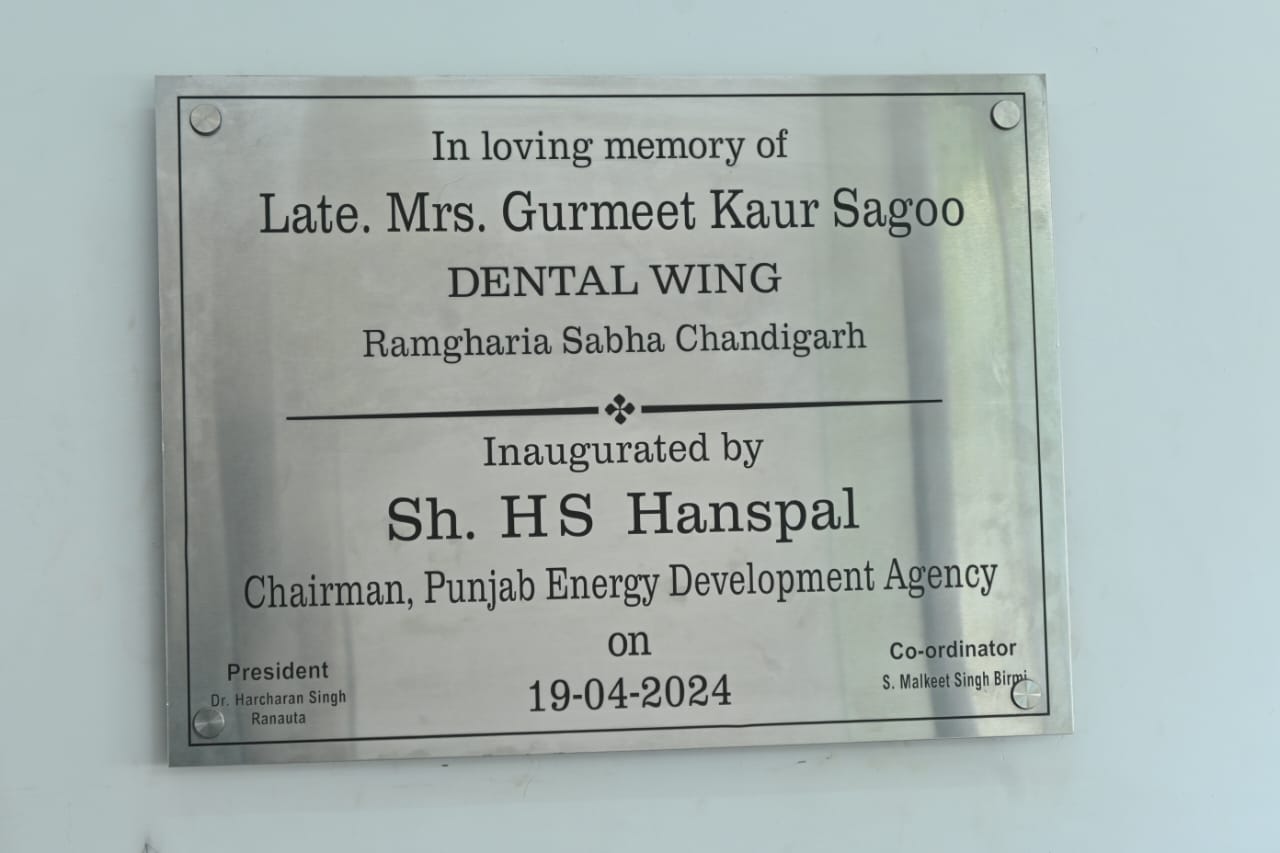 In loving memory of
Late. Mrs. Gurmeet Kaur Sagoo
DENTAL WING
Ramgharia Sabha Chandigarh
Inaugurated by
Sh. HS Hanspal
Chairman, Punjab Energy Development Agency
on
19-04-2024
President
Dr. Harcharan Singh
Ranauta
Co-ordinator
S. Malkeet Singh Birmi